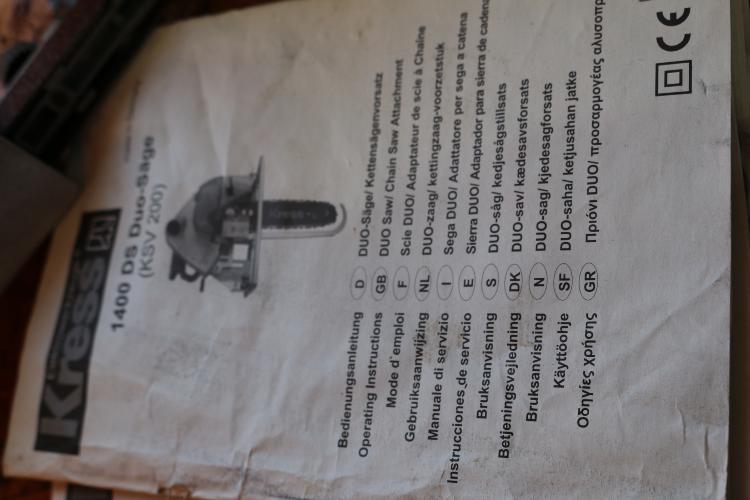 Kress
1400 DS Duo-Säge
(KSV 200)
Bedienungsanleitung D DUO-Säge/ Kettensägenvorsatz
Operating Instructions GB DUO Saw/ Chain Saw Attachment
Mode d'emploi F Scie DUO/ Adaptateur de scie à Chaîne
Gebruiksaanwijzing NL DUO-zaag/ kettingzaag-voorzetstuk
Manuale di servizio I Sega DUO/ Adattatore per sega a catena
Instrucciones de servicio E Sierra DUO/ Adaptador para sierra de cadena
Bruksanvisning S DUO-såg/ kedjeságstillsats
Betjeningsvejledning DK DUO-sav/ kædesavsforsats
Bruksanvisning N DUO-sag/ kjedesagforsats
Käyttöohje SF DUO-saha/ ketjusahan jatke
Οδηγίες χρήσης GR Πριόνι DUO/ προσαρμογέας αλυσοπρ
CE